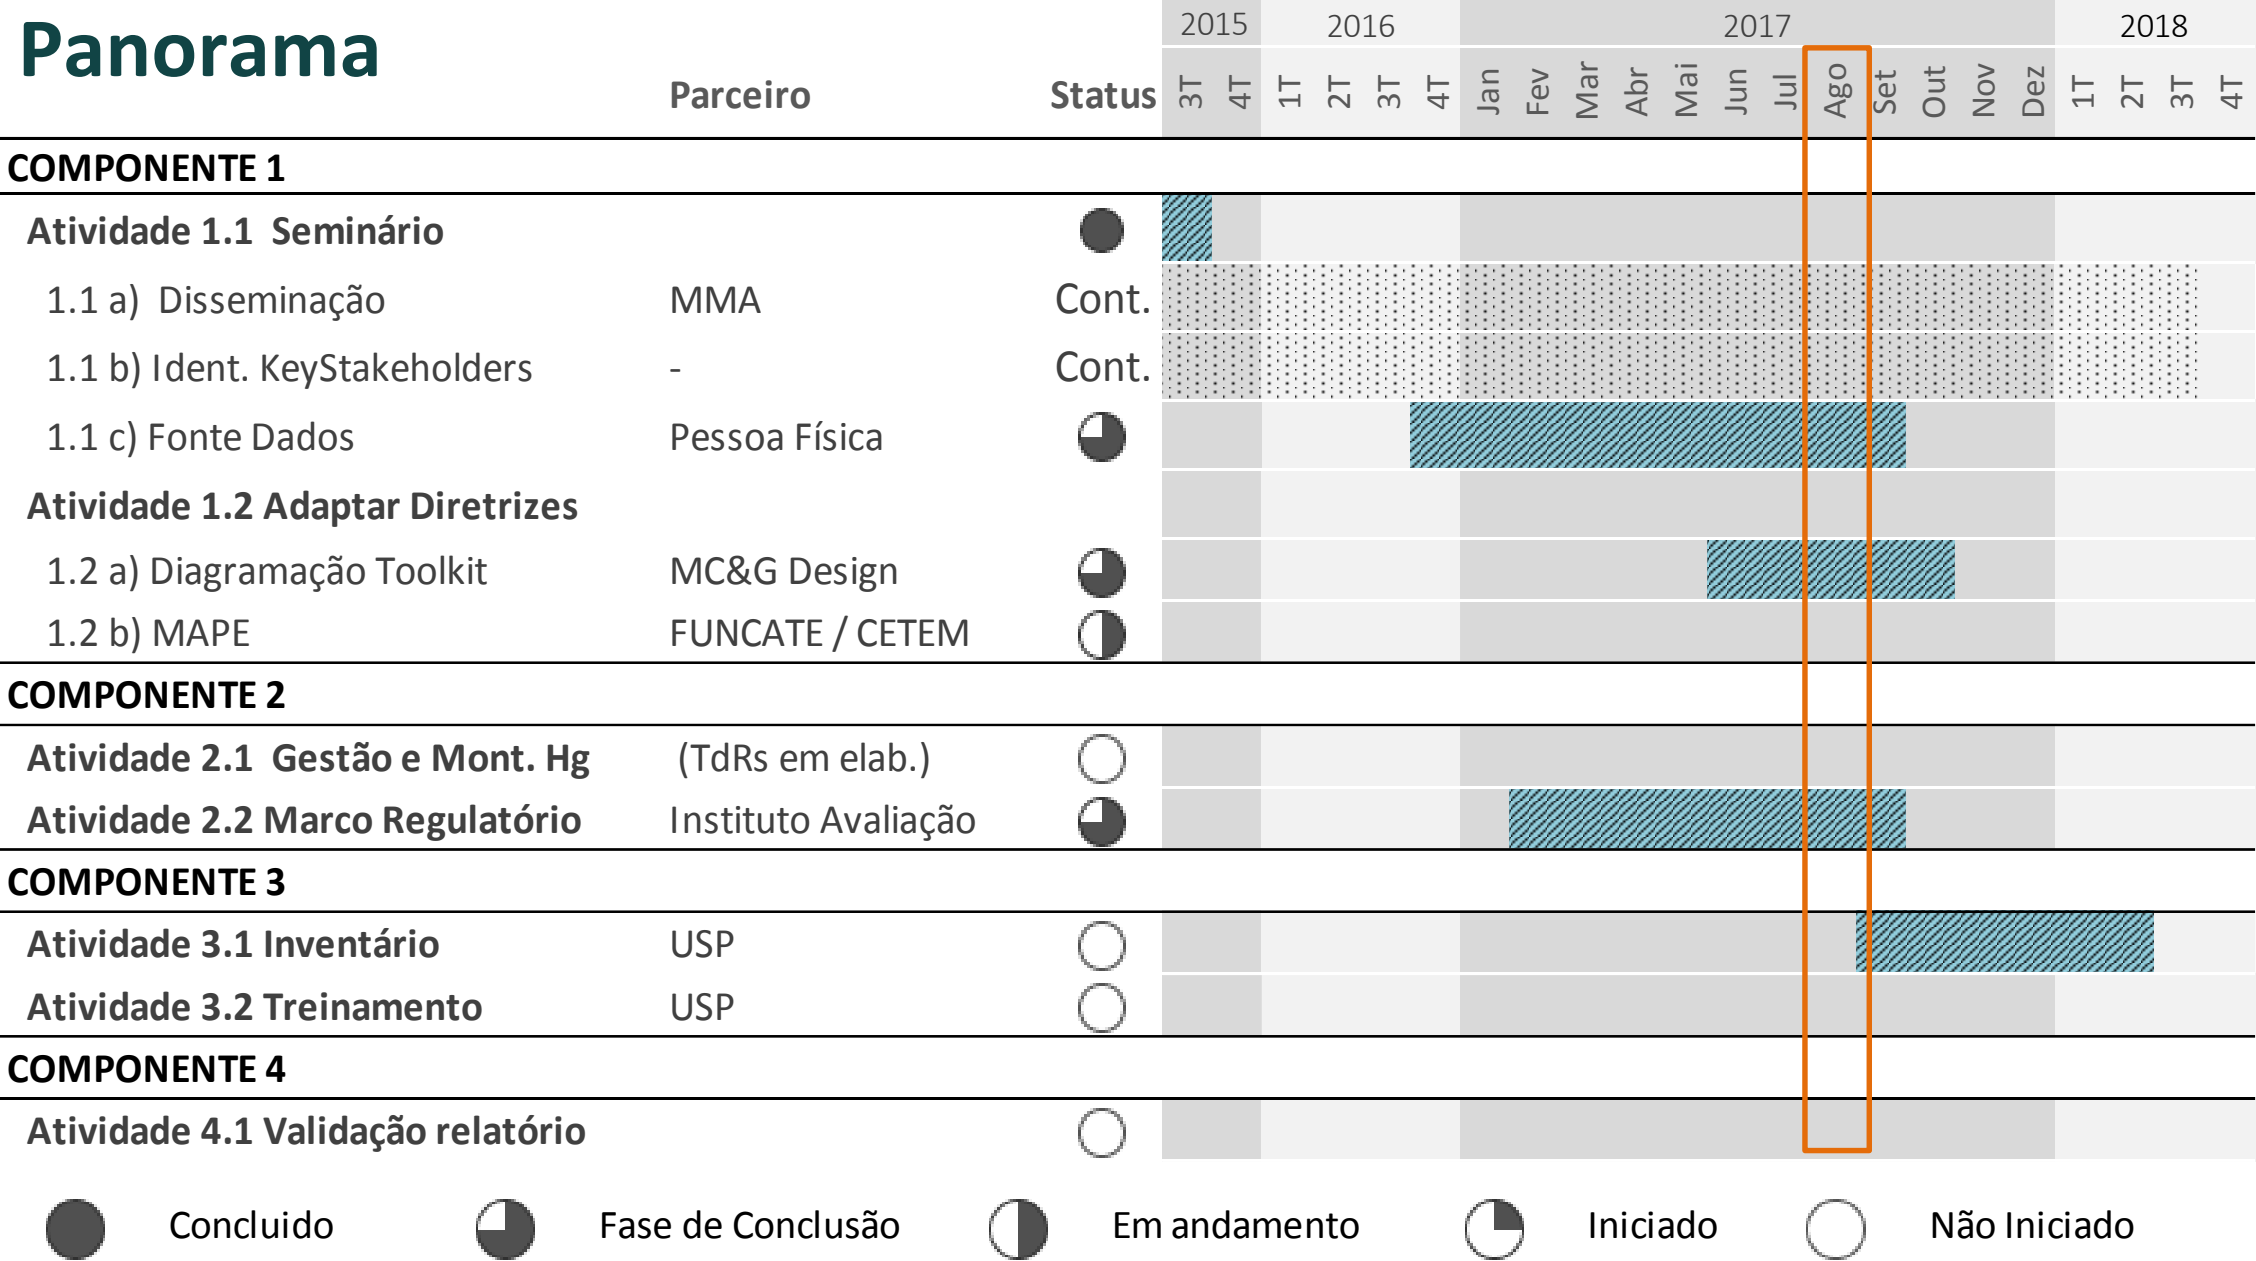 Panorama
2015 2016 2017 2018
Parceiro Status 3T 4T 1T 2T 3T 4T Jan Fev Mar Abr Mai Jun Jul Ago Set Out Nov Dez 1T 2T 3T 4T
COMPONENTE 1
Atividade 1.1 Seminário
1.1 a) Disseminação MMA Cont.
1.1 b) Ident. KeyStakeholders - Cont.
1.1 c) Fonte Dados Pessoa Física
Atividade 1.2 Adaptar Diretrizes
1.2 a) Diagramação Toolkit MC&G Design
1.2 b) MAPE FUNCATE / CETEM
COMPONENTE 2
Atividade 2.1 Gestão e Mont. Hg (TdRs em elab.)
Atividade 2.2 Marco Regulatório Instituto Avaliação
COMPONENTE 3
Atividade 3.1 Inventário USP
Atividade 3.2 Treinamento USP
COMPONENTE 4
Atividade 4.1 Validação relatório
Concluido Fase de Conclusão Em andamento Iniciado Não Iniciado